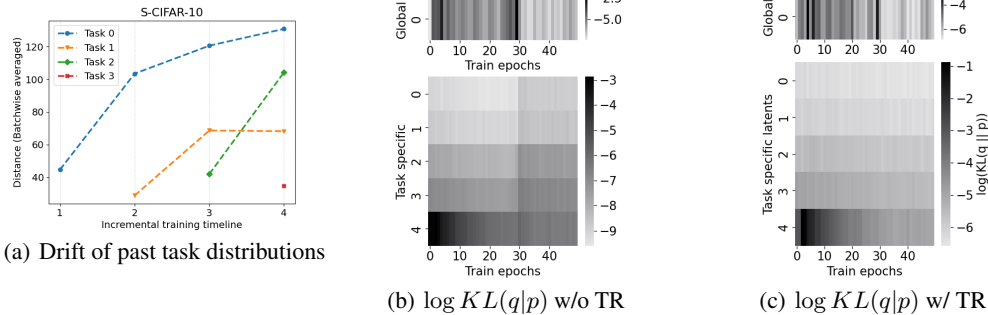 S-CIFAR-10
Task 0
Task 1
Task 2
Task 3
Distance (Batchwise averaged)
120
100
80
60
40
1
2
3
4
Incremental training timeline
(a) Drift of past task distributions
Global
0
−5.0
0 10 20 30 40
Train epochs
Task specific
0
1
2
3
4
−3
−4
−5
−6
−7
−8
−9
0 10 20 30 40
Train epochs
(b) log KL(q|p) w/o TR
Global
0
−4
−6
0 10 20 30 40
Train epochs
Task specific latents
0
1
2
3
4
−1
−2
−3
−4
−5
−6
log(KL(q || p))
0 10 20 30 40
Train epochs
(c) log KL(q|p) w/ TR